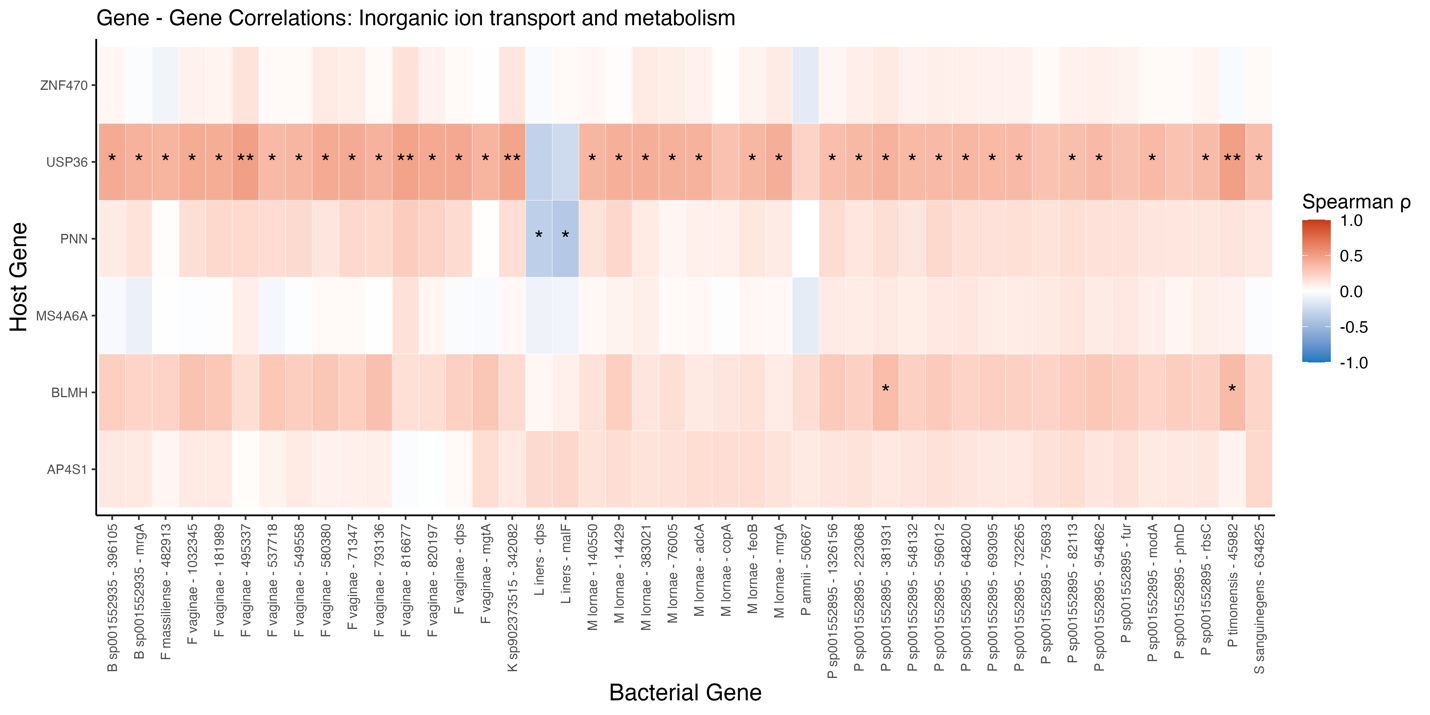 Gene - Gene Correlations: Inorganic ion transport and metabolism
Host Gene
ZNF470
USP36
PNN
MS4A6A
BLMH
AP4S1
* * * * * ** * * * * * ** * * * ** * * * * * * * * * * * * * * * * * * * ** *
* *
* *
B sp001552935 - 396105
B sp001552935 - mrgA
F massiliense - 482913
F vaginae - 1032345
F vaginae - 181989
F vaginae - 495337
F vaginae - 537718
F vaginae - 549558
F vaginae - 580380
F vaginae - 71347
F vaginae - 793136
F vaginae - 816677
F vaginae - 820197
F vaginae - dps
F vaginae - mgtA
K sp902373515 - 342082
L iners - dps
L iners - malF
M lornae - 140550
M lornae - 14429
M lornae - 383021
M lornae - 76005
M lornae - adcA
M lornae - copA
M lornae - feoB
M lornae - mrgA
P amnii - 50667
P sp001552895 - 1326156
P sp001552895 - 223068
P sp001552895 - 381931
P sp001552895 - 548132
P sp001552895 - 596012
P sp001552895 - 648200
P sp001552895 - 693095
P sp001552895 - 732265
P sp001552895 - 75693
P sp001552895 - 82113
P sp001552895 - 954862
P sp001552895 - fur
P sp001552895 - modA
P sp001552895 - phnD
P sp001552895 - rbsC
P timonensis - 45982
S sanguinegens - 634825
Bacterial Gene
Spearman ρ
1.0
0.5
0.0
-0.5
-1.0